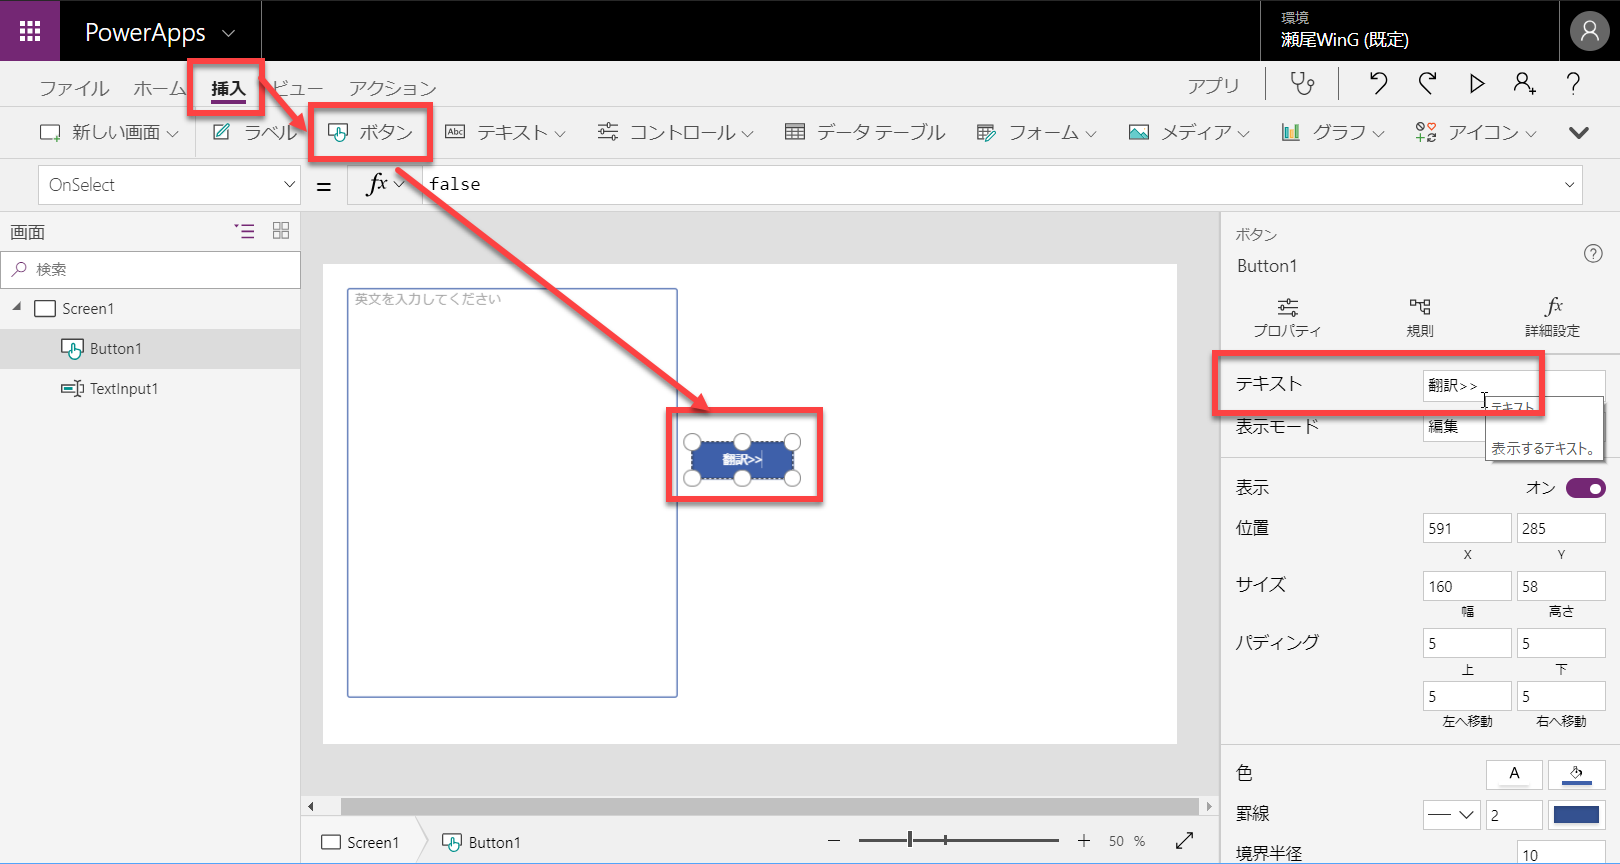 PowerApps
環境
瀬尾WinG (既定)
ファイル ホーム 挿入 ビュー アクション アプリ
新しい画面 ラベル ボタン Abc テキスト コントロール データ テーブル フォーム メディア グラフ アイコン
OnSelect = fx false
画面
検索
Screen1
Button1
TextInput1
英文を入力してください
翻訳>>
ボタン
Button1
プロパティ 規則 詳細設定
テキスト 翻訳>>
テキスト
表示モード 編集
表示するテキスト。
表示 オン
位置 591 285
X Y
サイズ 160 58
幅 高さ
パディング 5 5
上 下
5 5
左へ移動 右へ移動
色 A
罫線 2
境界半径 10
Screen1 Button1 50 %